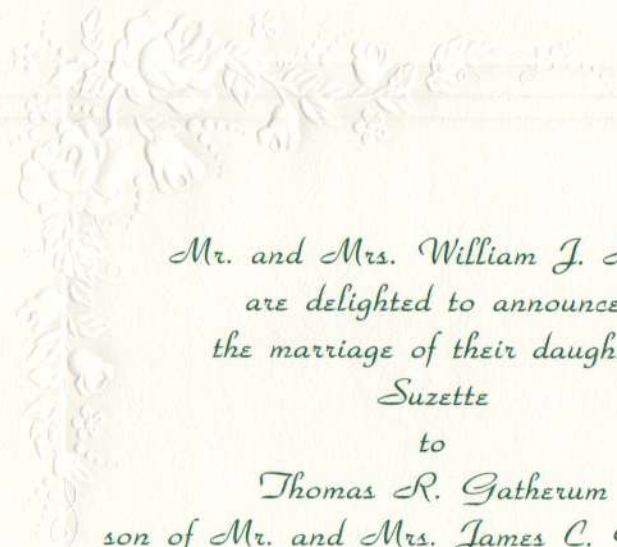 Mr. and Mrs. William J.
are delighted to announce
the marriage of their daugh
Suzette
to
Thomas R. Gatherum
son of Mr. and Mrs. James C.